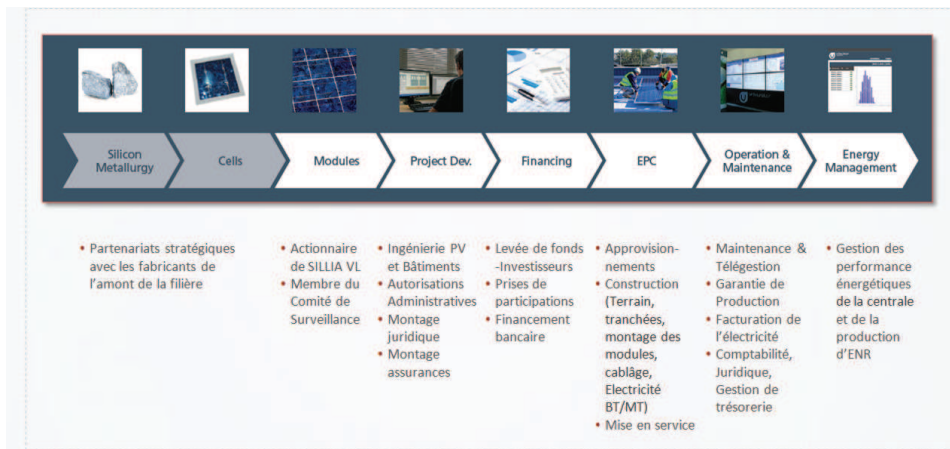 Silicon
Metallurgy
Cells
Modules
Project Dev.
Financing
EPC
Operation &
Maintenance
Energy
Management
• Partenariats stratégiques
avec les fabricants de
l'amont de la filière
• Actionnaire
de SILLIA VL
• Membre du
Comité de
Surveillance
• Ingénierie PV
et Bâtiments
• Autorisations
Administratives
• Montage
juridique
• Montage
assurances
• Levée de fonds
-Investisseurs
• Prises de
participations
• Financement
bancaire
• Approvision-
nements
• Construction
(Terrain,
tranchées,
montage des
modules,
cablâge,
Electricité
BT/MT)
• Mise en service
• Maintenance &
Télégestion
• Garantie de
Production
• Facturation de
l'électricité
• Comptabilité,
Juridique,
Gestion de
trésorerie
• Gestion des
performance
énergétiques
de la centrale
et de la
production
d'ENR